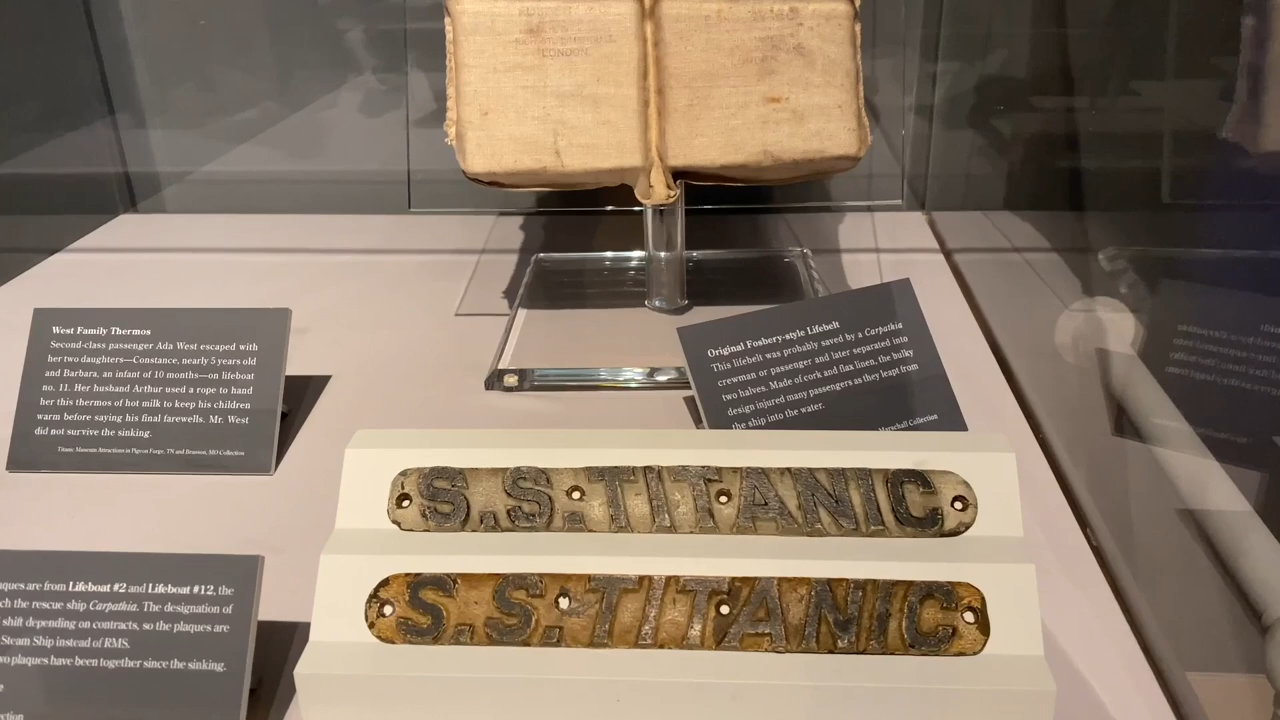 LONDON
West Family Thermos
Second-class passenger Ada West escaped with
her two daughters—Constance, nearly 5 years old
and Barbara, an infant of 10 months—on lifeboat
no. 11. Her husband Arthur used a rope to hand
her this thermos of hot milk to keep his children
warm before saying his final farewells. Mr. West
did not survive the sinking.
Titanic Museum Attractions in Pigeon Forge, TN and Branson, MO Collection
Original Fosbery-style Lifebelt
This lifebelt was probably saved by a Carpathia
crewman or passenger and later separated into
two halves. Made of cork and flax linen, the bulky
design injured many passengers as they leapt from
the ship into the water.
Marschall Collection
S.S.TITANIC
S.S.TITANIC
are from Lifeboat #2 and Lifeboat #12, the
the rescue ship Carpathia. The designation of
shift depending on contracts, so the plaques are
Steam Ship instead of RMS.
plaques have been together since the sinking.